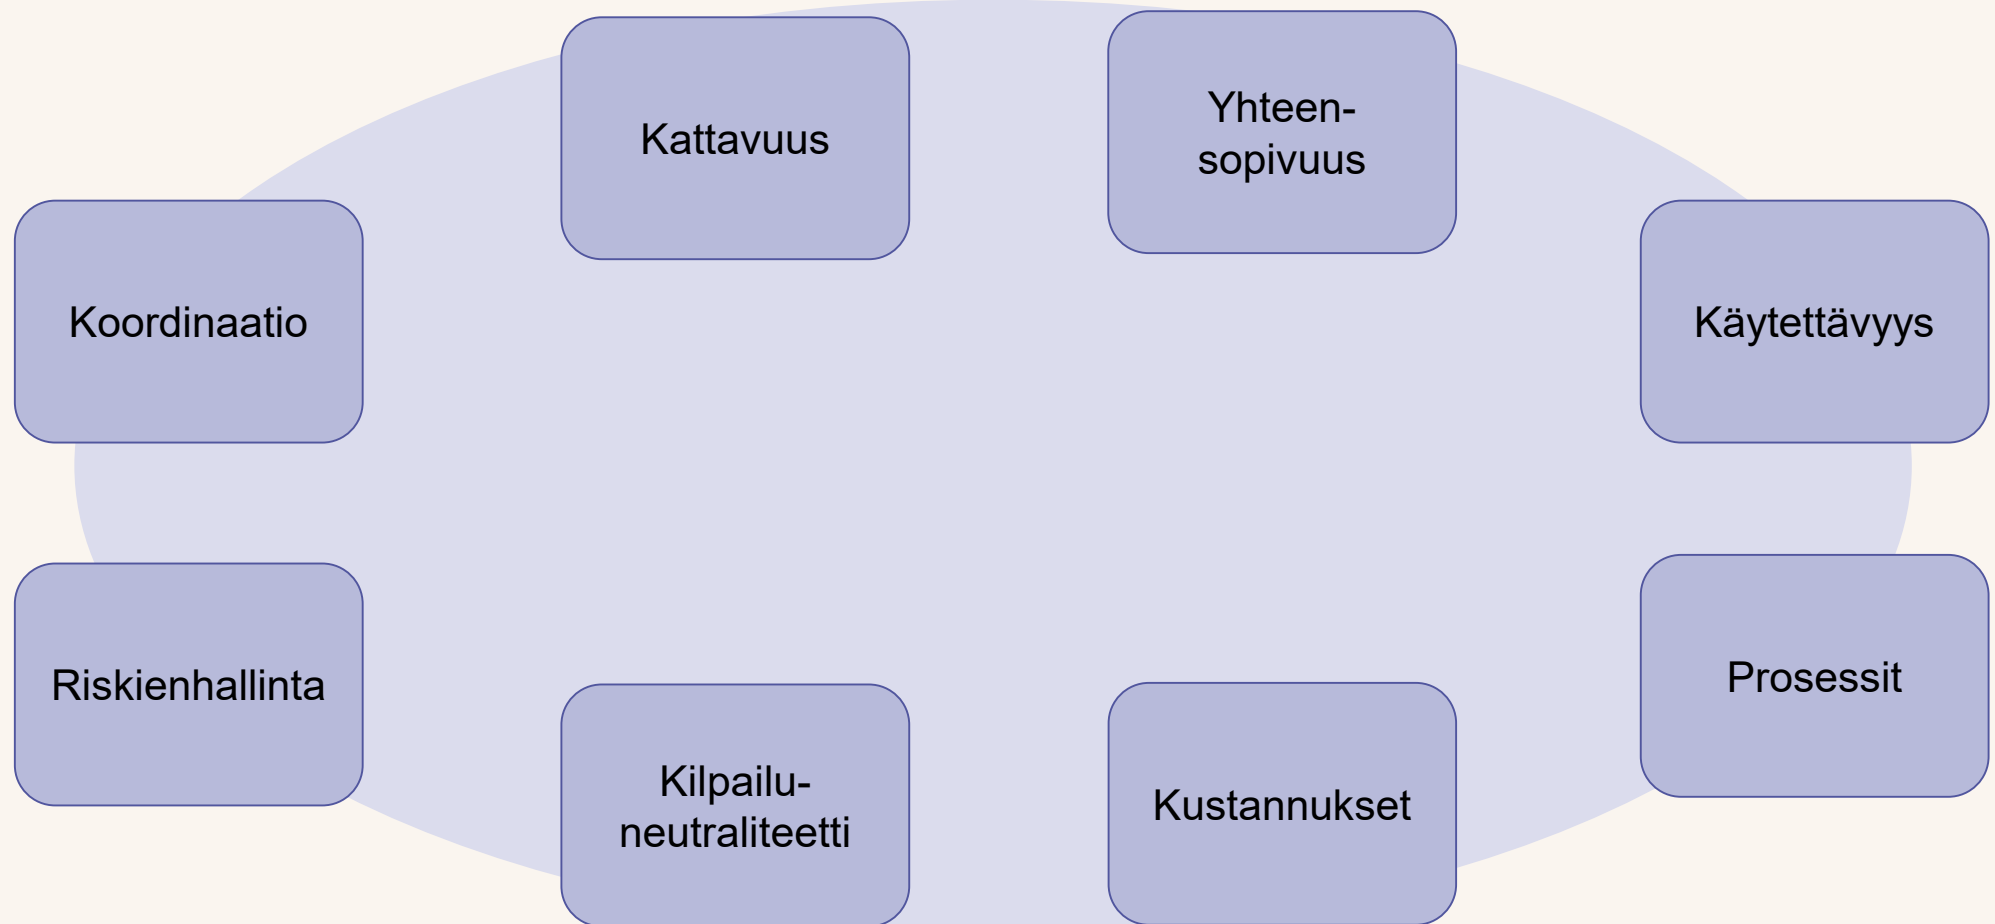 Kattavuus
Yhteen-
sopivuus
Koordinaatio
Käytettävyys
Riskienhallinta
Prosessit
Kilpailu-
neutraliteetti
Kustannukset